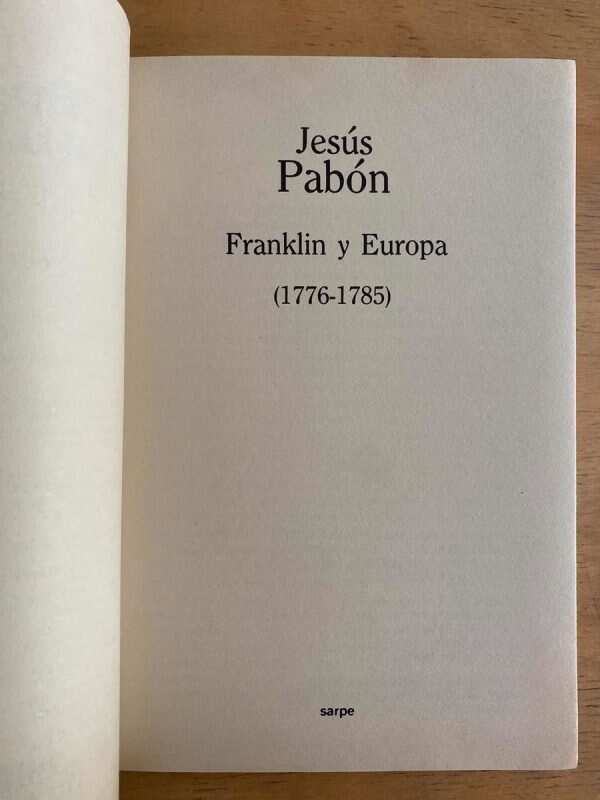 Jesús
Pabón
Franklin y Europa
(1776-1785)
sarpe